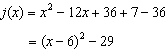 j(x) = x² − 12x + 36 + 7 − 36
= (x − 6)² − 29